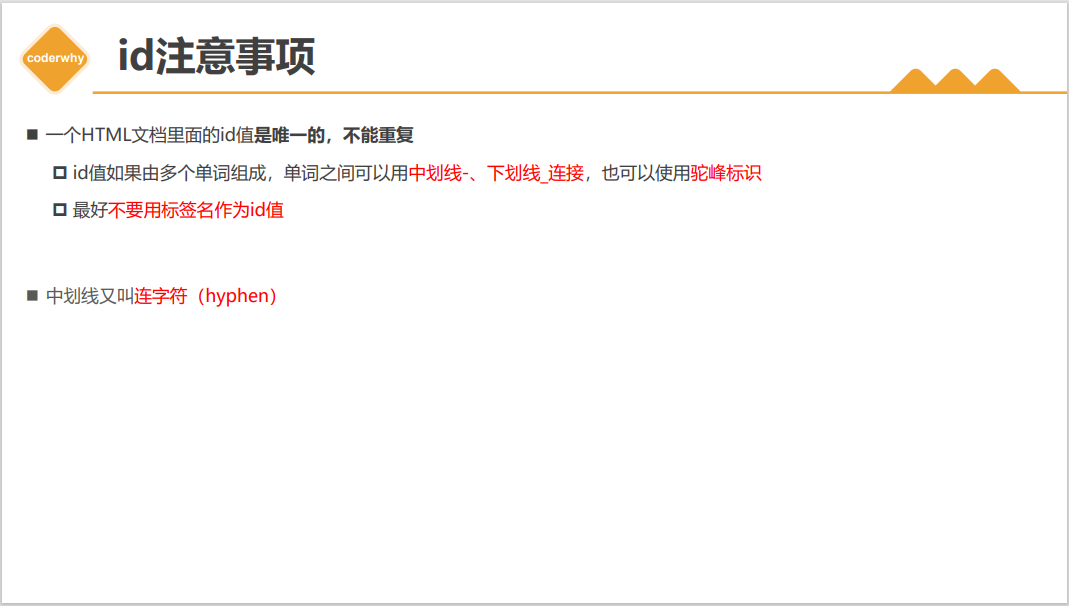 coderwhy
id注意事项
一个HTML文档里面的id值是唯一的，不能重复
id值如果由多个单词组成，单词之间可以用中划线-、下划线_连接，也可以使用驼峰标识
最好不要用标签名作为id值
中划线又叫连字符（hyphen）